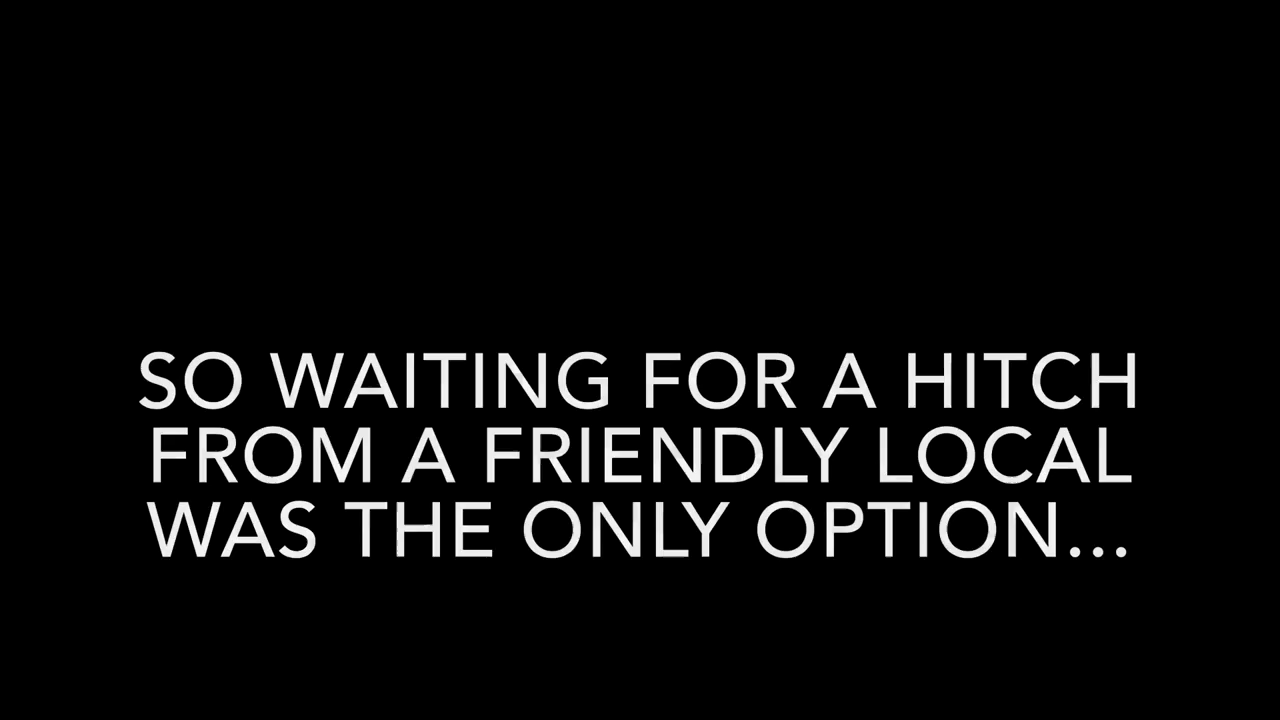 SO WAITING FOR A HITCH
FROM A FRIENDLY LOCAL
WAS THE ONLY OPTION...